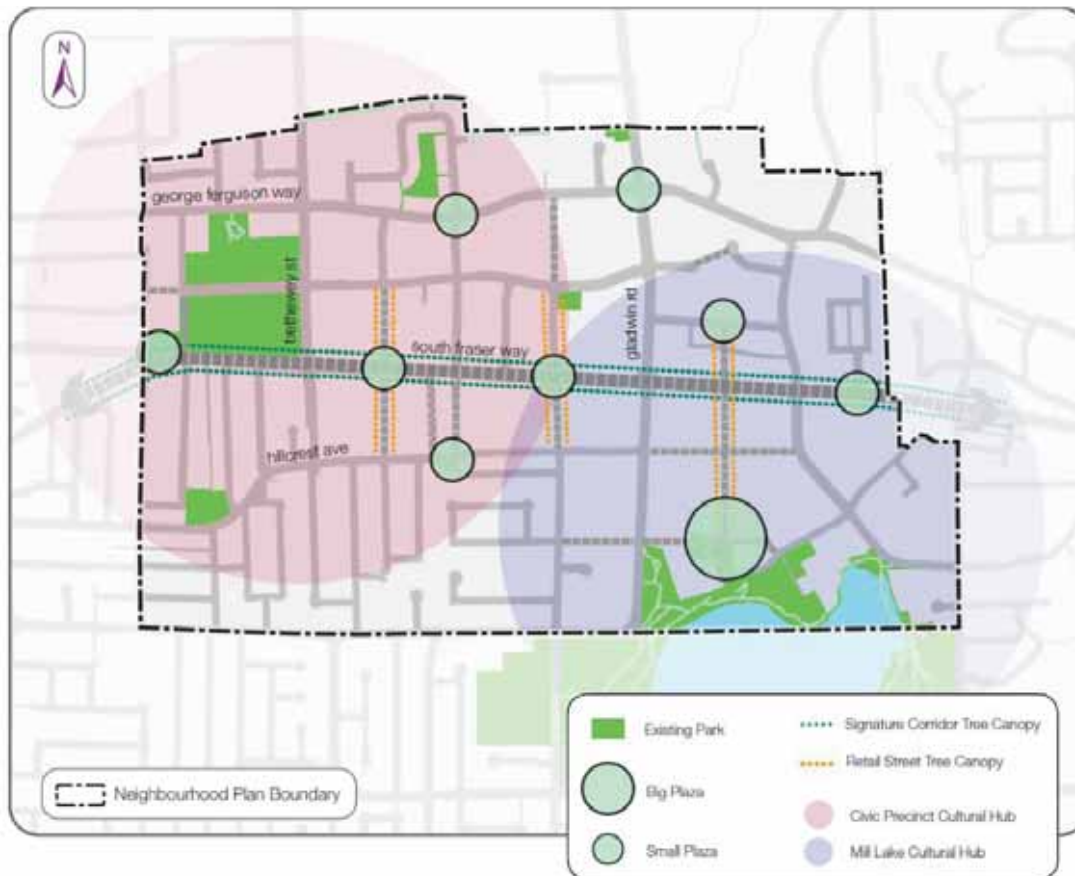 N
george ferguson way
bertheway st
gladwin rd
south fraser way
hillcrest ave
Existing Park
Big Plaza
Small Plaza
Signature Corridor Tree Canopy
Retail Street Tree Canopy
Civic Precinct Cultural Hub
Mill Lake Cultural Hub
Neighbourhood Plan Boundary